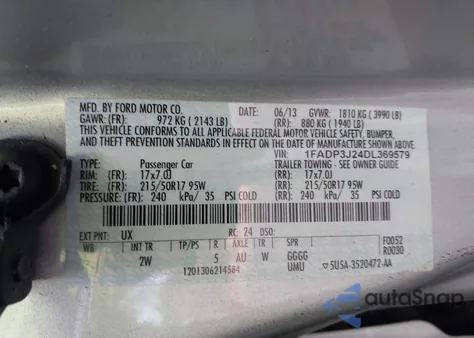 MFD. BY FORD MOTOR CO. DATE: 06/13 GVWR: 1810 KG ( 3990 LB)
GAWR: (FR): 972 KG ( 2143 LB) (RR): 880 KG ( 1940 LB)
THIS VEHICLE CONFORMS TO ALL APPLICABLE FEDERAL MOTOR VEHICLE SAFETY, BUMPER,
AND THEFT PREVENTION STANDARDS IN EFFECT ON THE DATE OF MANUFACTURE SHOWN ABOVE.
THIS VEHICLE VIN: 1FADP3J24DL369579
TYPE: Passenger Car TRAILER TOWING - SEE OWNER GUIDE
RIM: (FR): 17x7.0J (RR): 17x7.0J
TIRE: (FR): 215/50R17 95W (RR): 215/50R17 95W
PRESSURE: (FR): 240 kPa/ 35 PSI COLD (RR): 240 kPa/ 35 PSI COLD
EXT PNT: UX RC: 24 DSO: F0052
WB INT TR TP/PS R AXLE TR SPR R0030
2W 5 AU W GGGG
1201306214584 UMU 5U5A-3520472-AA
autoSnap